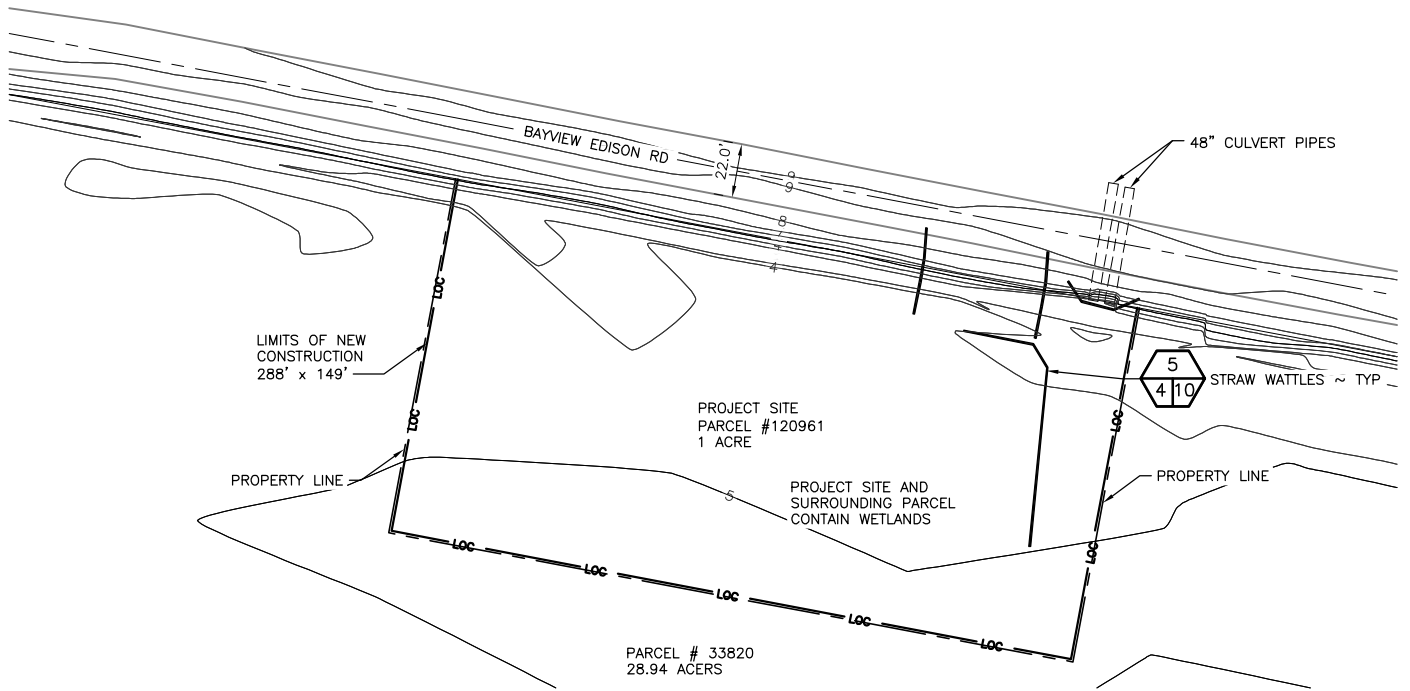 48" CULVERT PIPES
BAYVIEW EDISON RD
22.0'
9
9
8
7
4
4
LOC
LIMITS OF NEW
CONSTRUCTION
288' x 149'
5
4 10
STRAW WATTLES ~ TYP
LOC
LOC
PROJECT SITE
PARCEL #120961
1 ACRE
PROPERTY LINE
PROPERTY LINE
5
PROJECT SITE AND
SURROUNDING PARCEL
CONTAIN WETLANDS
LOC
LOC
LOC
LOC
LOC
LOC
PARCEL # 33820
28.94 ACERS